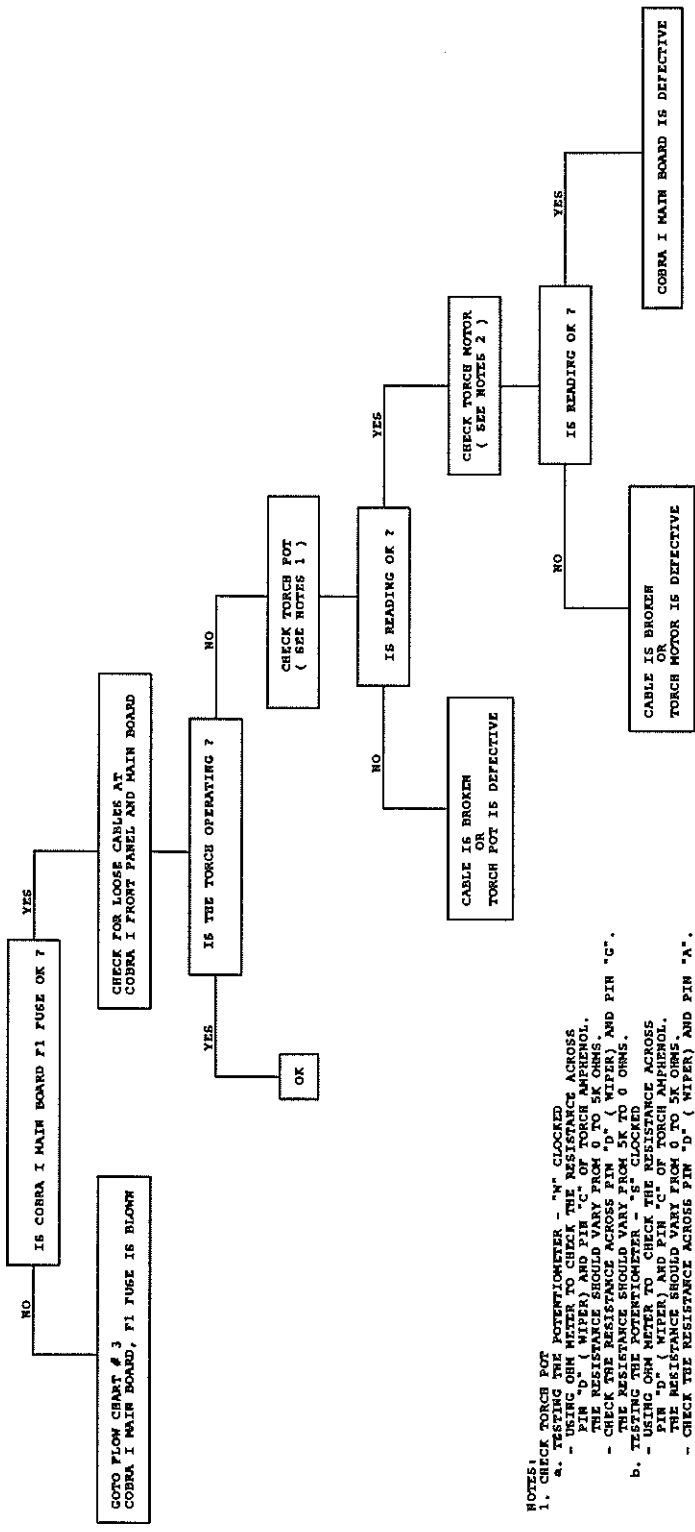 IS COBRA I MAIN BOARD F1 FUSE OK ?
NO
YES
GOTO FLOW CHART # 3
COBRA I MAIN BOARD, F1 FUSE IS BLOWN
CHECK FOR LOOSE CABLES AT
COBRA I FRONT PANEL AND MAIN BOARD
IS THE TORCH OPERATING ?
YES
NO
OK
CHECK TORCH POT
( SEE NOTES 1 )
IS READING OK ?
NO
YES
CABLE IS BROKEN
OR
TORCH POT IS DEFECTIVE
CHECK TORCH MOTOR
( SEE NOTES 2 )
IS READING OK ?
NO
YES
CABLE IS BROKEN
OR
TORCH MOTOR IS DEFECTIVE
COBRA I MAIN BOARD IS DEFECTIVE
NOTES:
1. CHECK TORCH POT
a. TESTING THE POTENTIOMETER - "W" CLOCKED
- USING OHM METER TO CHECK THE RESISTANCE ACROSS
PIN "D" ( WIPER) AND PIN "C" OF TORCH AMPHENOL.
THE RESISTANCE SHOULD VARY FROM 0 TO 5K OHMS.
- CHECK THE RESISTANCE ACROSS PIN "D" ( WIPER) AND PIN "G".
THE RESISTANCE SHOULD VARY FROM 5K TO 0 OHMS.
b. TESTING THE POTENTIOMETER - "S" CLOCKED
- USING OHM METER TO CHECK THE RESISTANCE ACROSS
PIN "D" ( WIPER) AND PIN "C" OF TORCH AMPHENOL.
THE RESISTANCE SHOULD VARY FROM 0 TO 5K OHMS.
- CHECK THE RESISTANCE ACROSS PIN "D" ( WIPER) AND PIN "A".